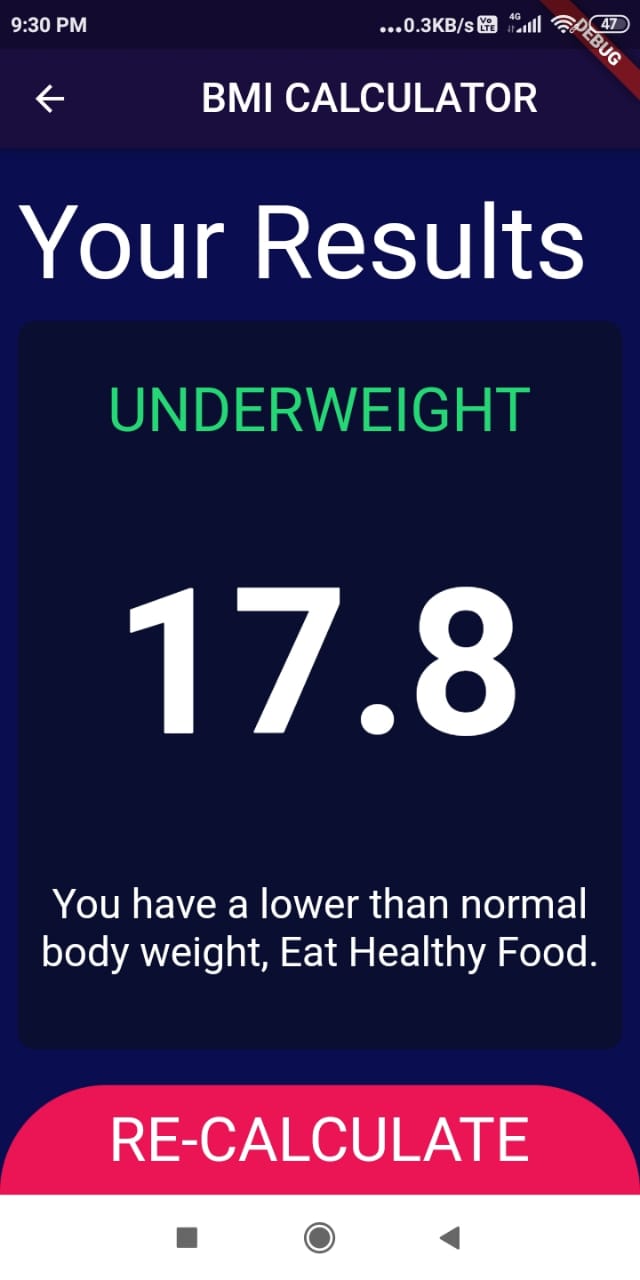 9:30 PM
...0.3KB/s
Vo
LTE
4G
47
DEBUG
BMI CALCULATOR
Your Results
UNDERWEIGHT
17.8
You have a lower than normal
body weight, Eat Healthy Food.
RE-CALCULATE